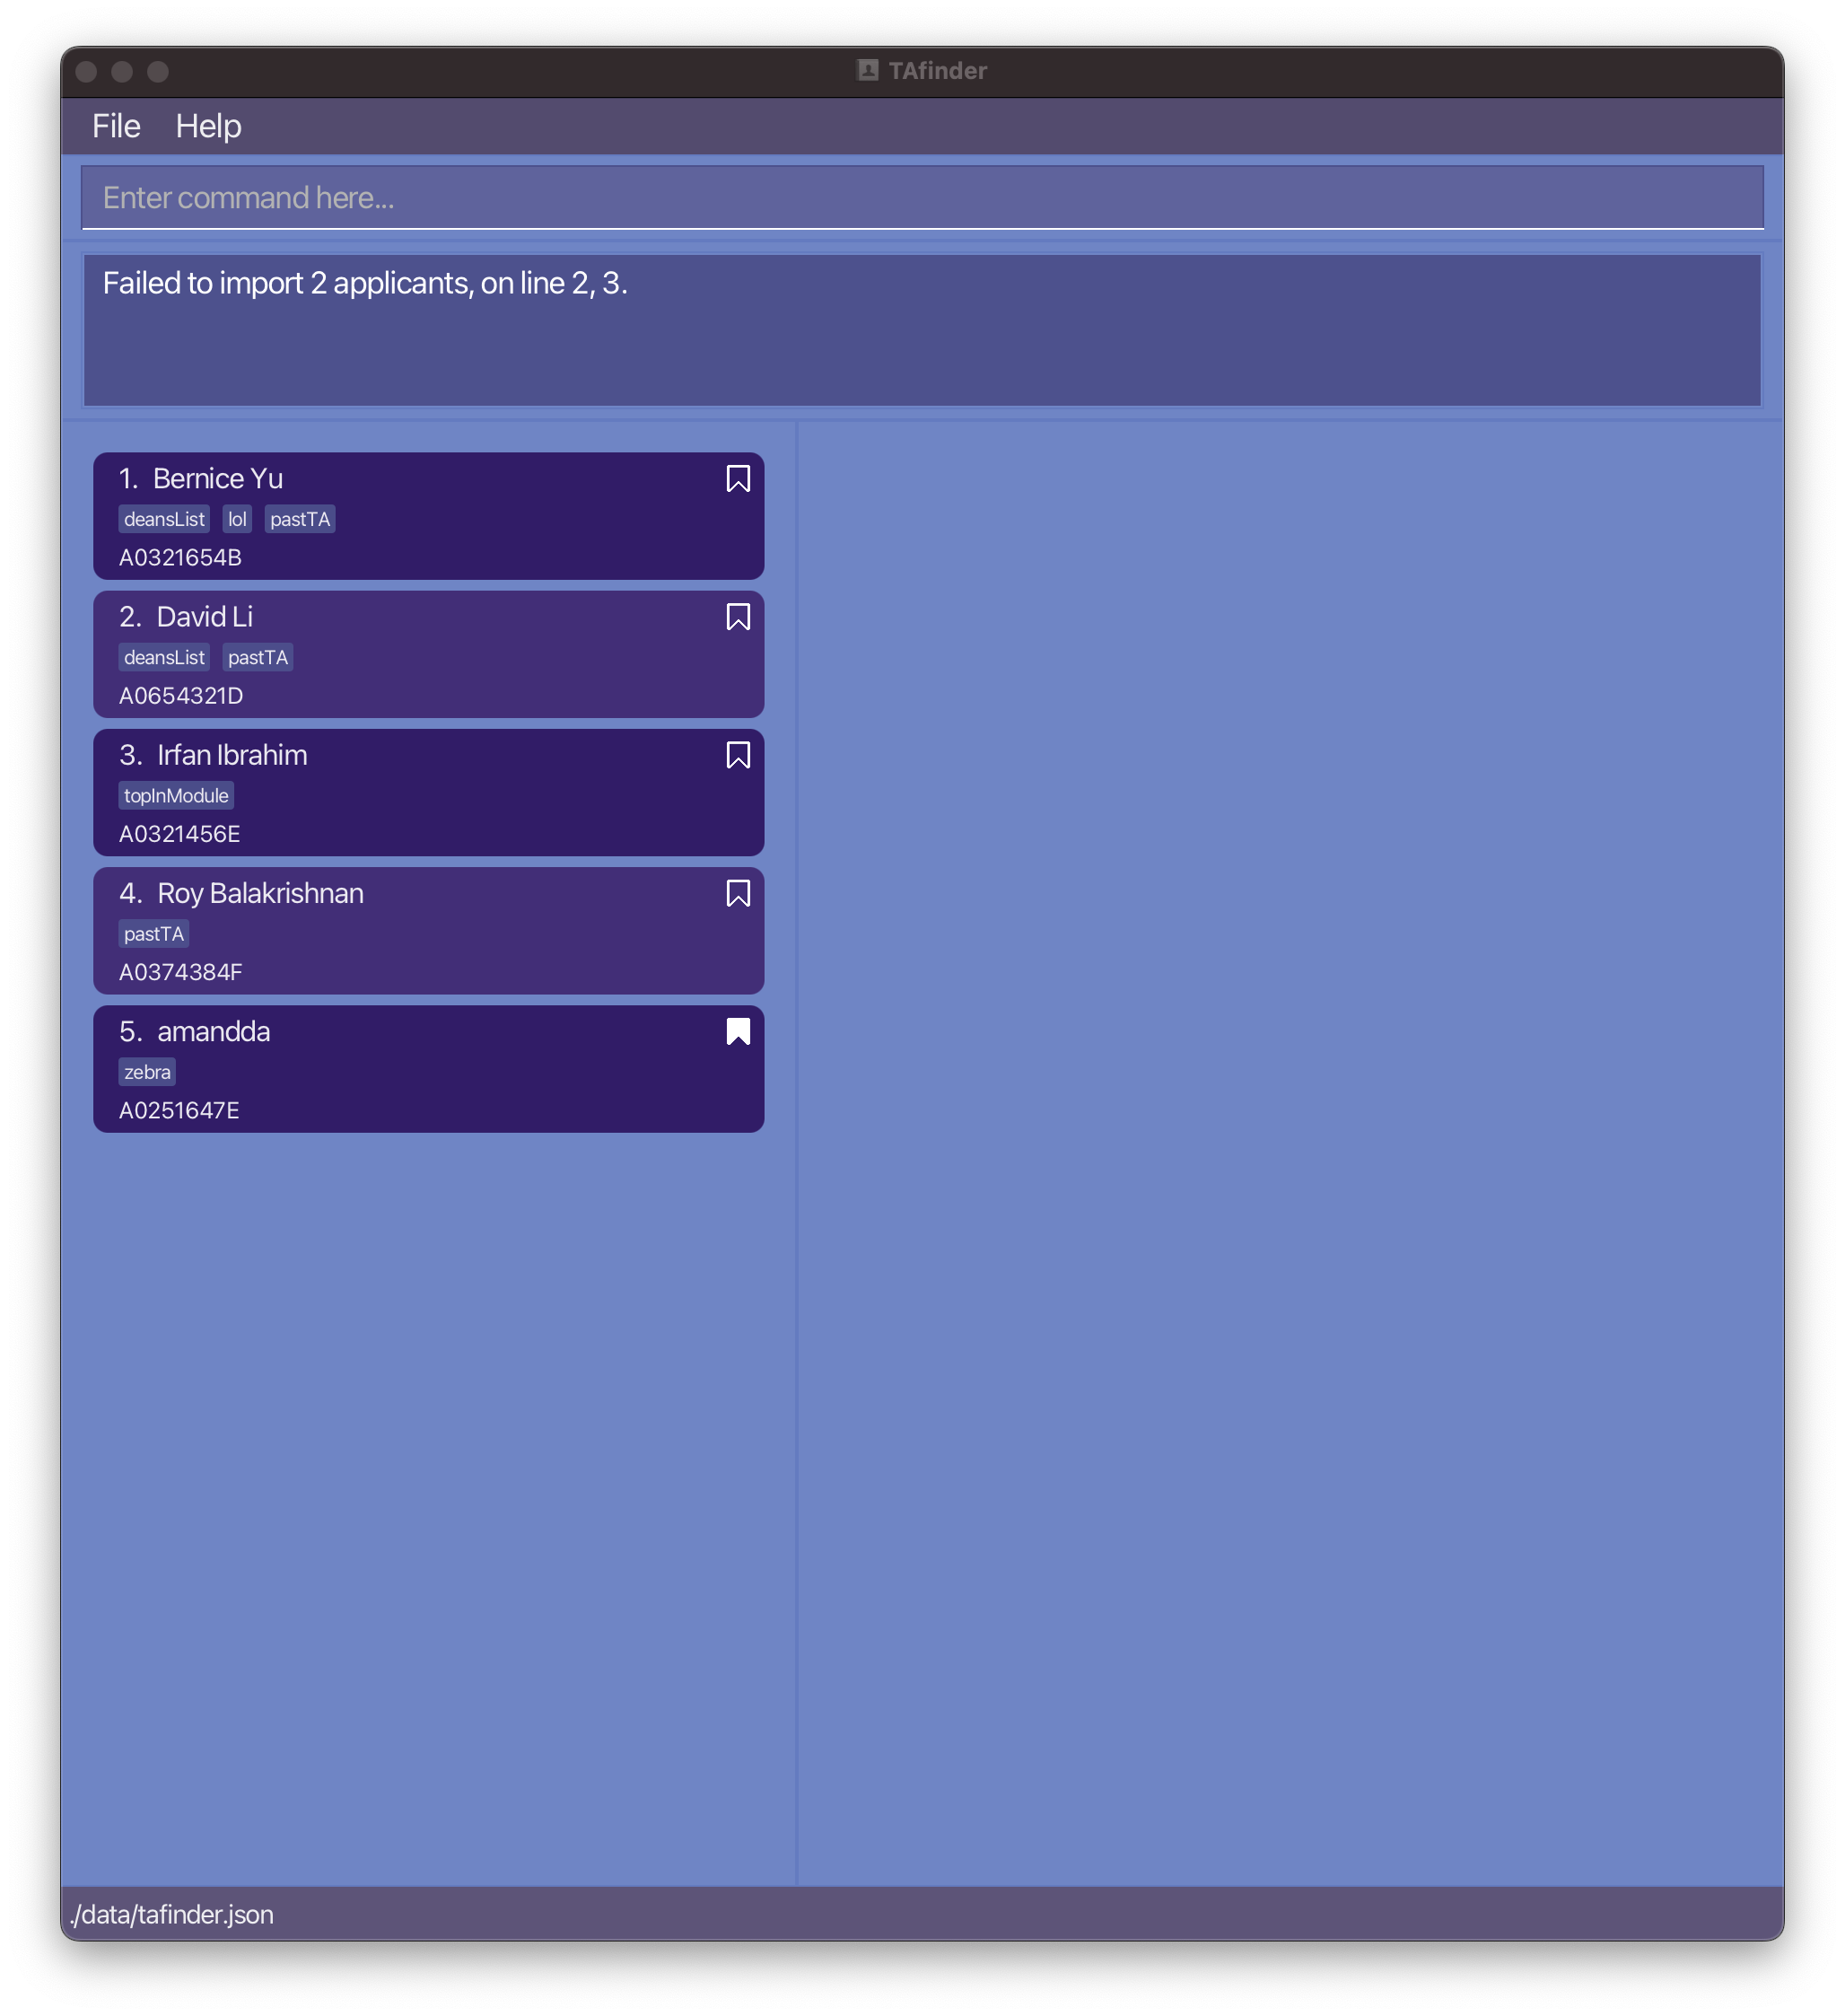 TAfinder
File Help
Enter command here...
Failed to import 2 applicants, on line 2, 3.
1. Bernice Yu
deansList lol pastTA
A0321654B
2. David Li
deansList pastTA
A0654321D
3. Irfan Ibrahim
topInModule
A0321456E
4. Roy Balakrishnan
pastTA
A0374384F
5. amandda
zebra
A0251647E
./data/tafinder.json